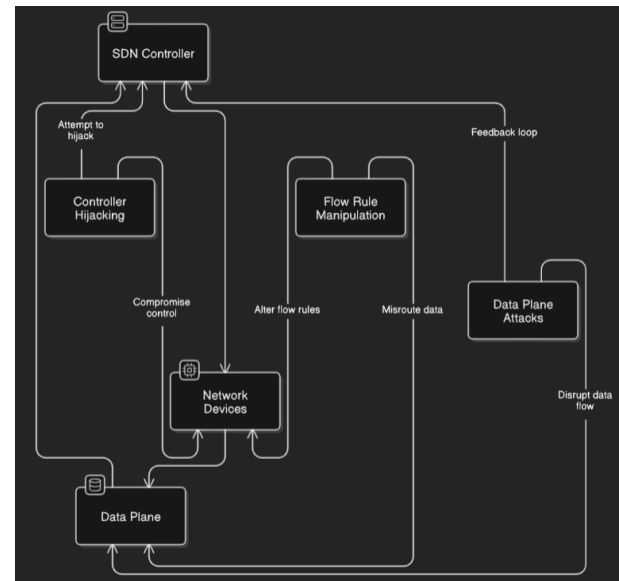 SDN Controller
Attempt to
hijack
Feedback loop
Controller
Hijacking
Flow Rule
Manipulation
Compromise
control
Alter flow rules
Misroute data
Data Plane
Attacks
Network
Devices
Disrupt data
flow
Data Plane